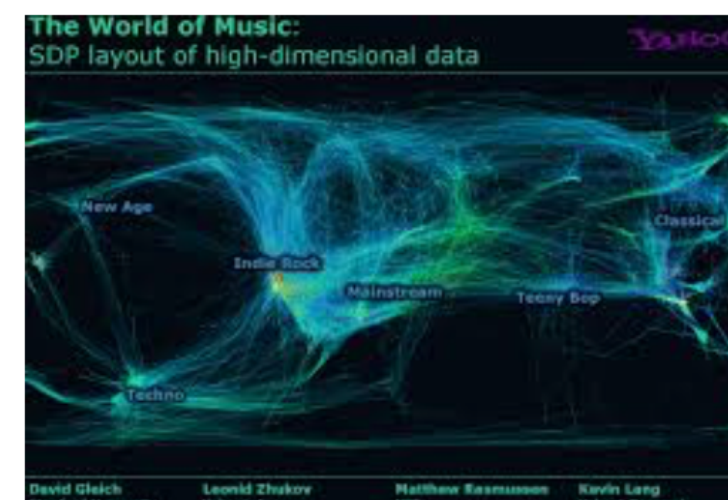 The World of Music:
SDP layout of high-dimensional data
New Age
Classical
Indie Rock
Mainstream
Teeny Bop
Techno
David Gleich Leonid Zhukov Matthew Rasmussen Kevin Lang